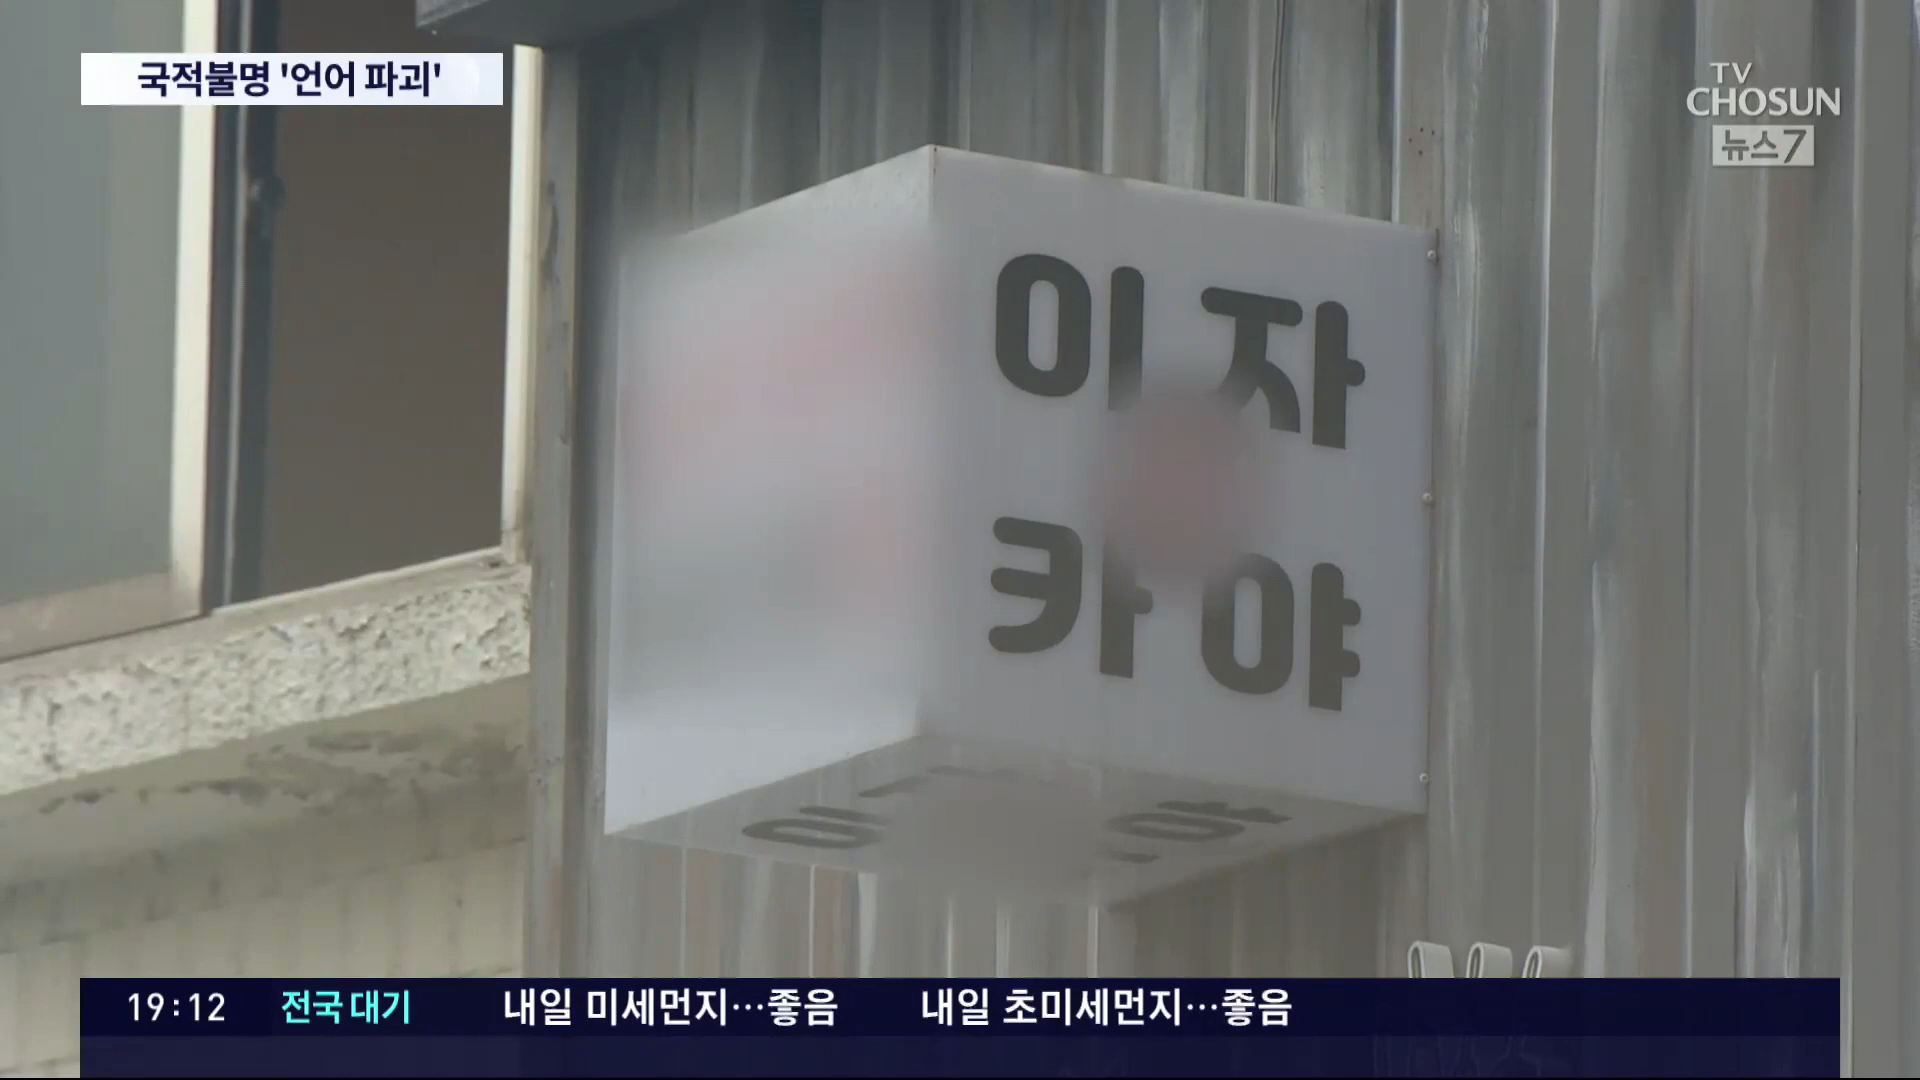 국적불명 '언어 파괴'
TV
CHOSUN
뉴스7
이자
카야
19:12 전국 대기 내일 미세먼지…좋음 내일 초미세먼지…좋음